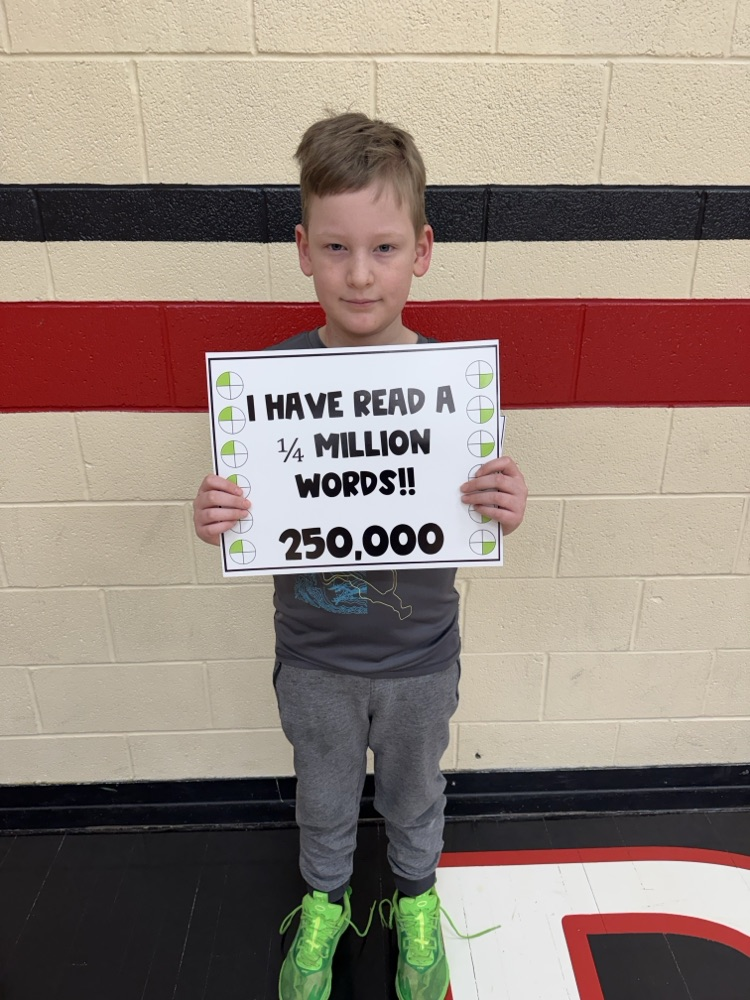 I HAVE READ A
¼ MILLION
WORDS!!
250,000